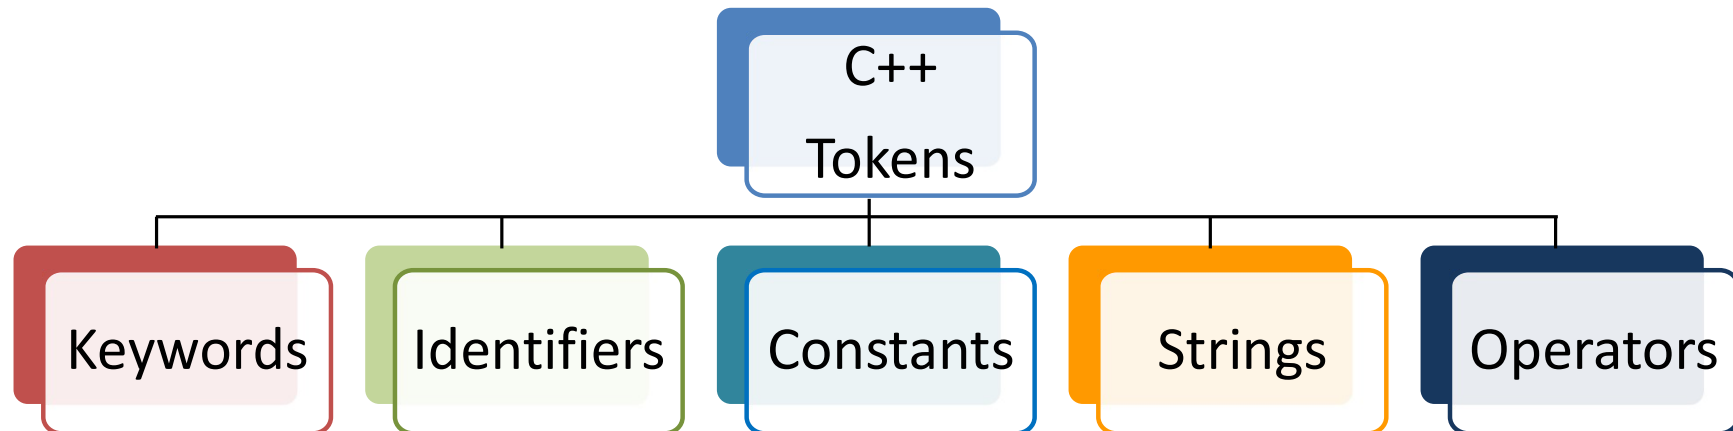 C++
Tokens
Keywords
Identifiers
Constants
Strings
Operators